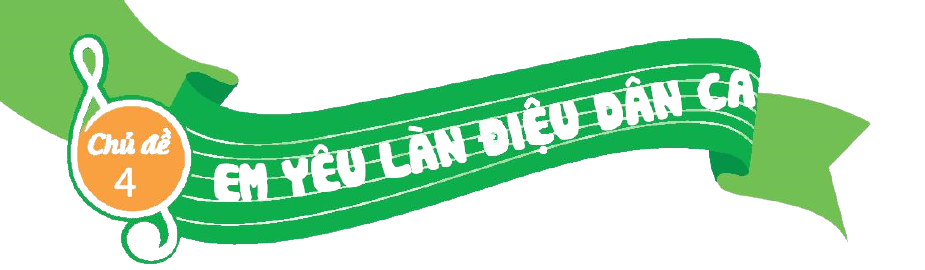 Chủ đề
4
EM YÊU LÀN ĐIỆU DÂN CA